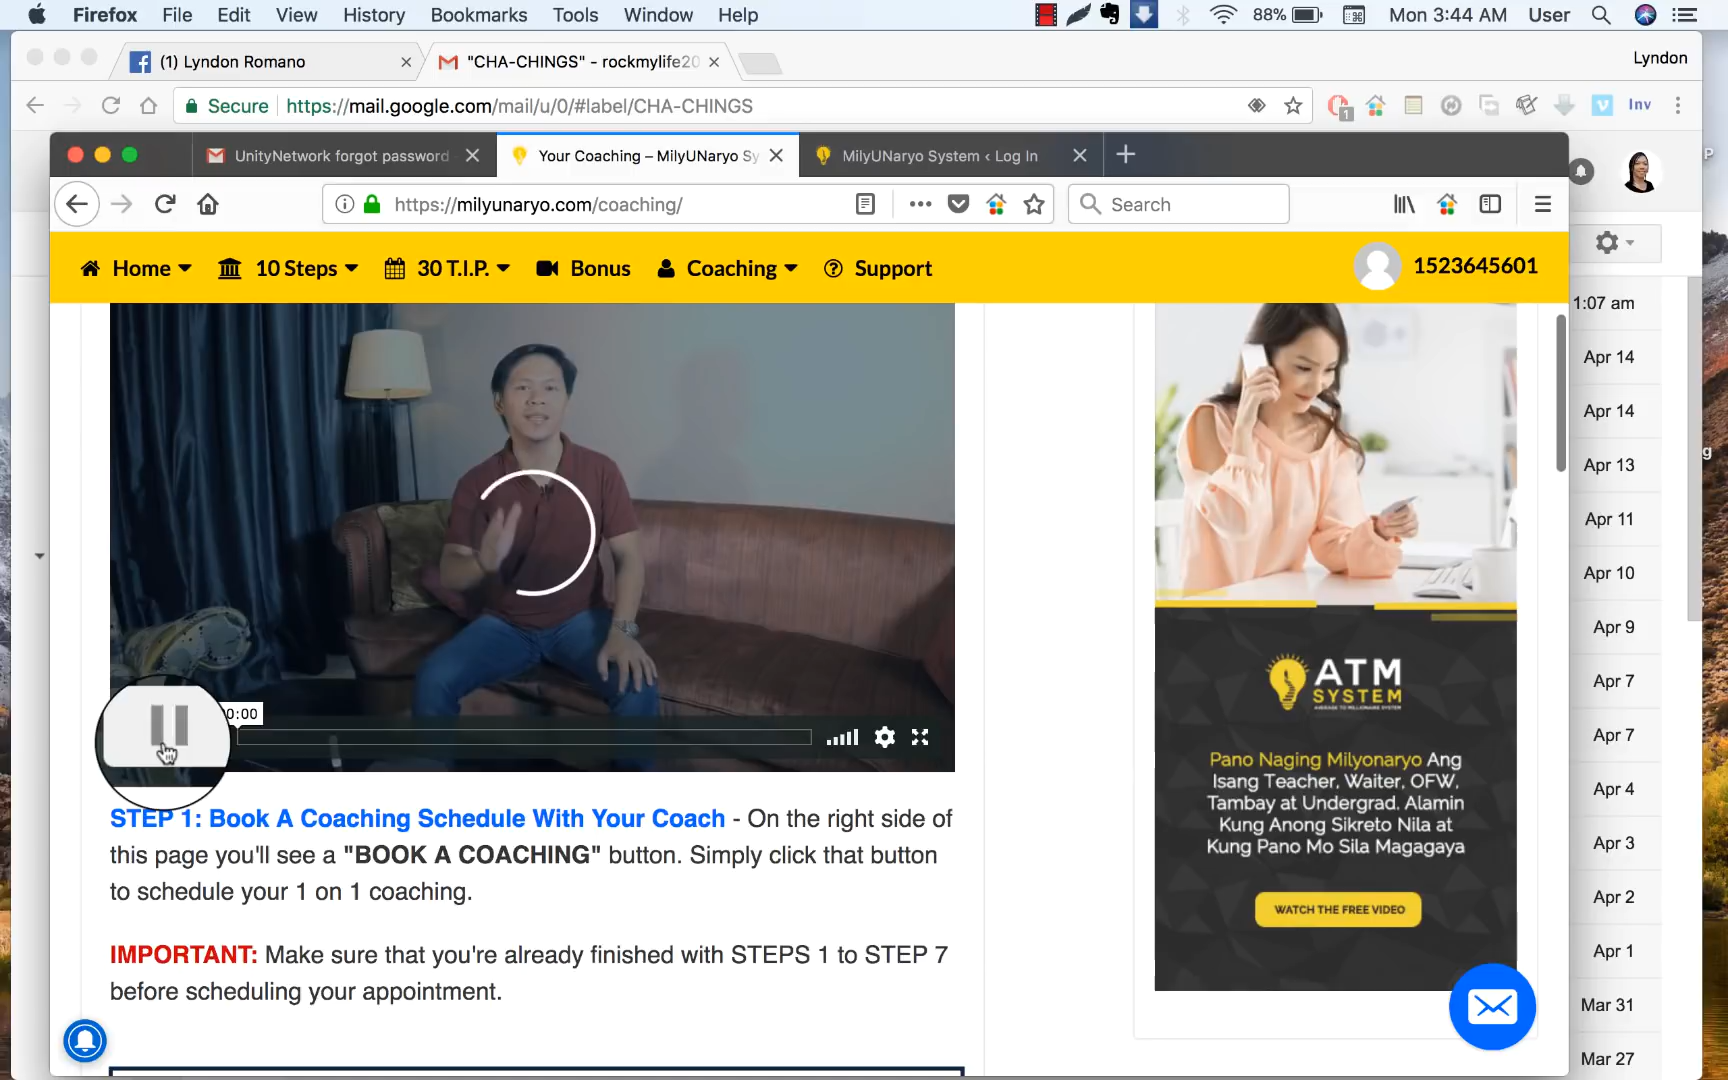 Firefox File Edit View History Bookmarks Tools Window Help 88% Mon 3:44 AM User
(1) Lyndon Romano "CHA-CHINGS" - rockmylife20 Lyndon
Secure https://mail.google.com/mail/u/0/#label/CHA-CHINGS 1 Inv
UnityNetwork forgot password Your Coaching – MilyUNaryo Sy MilyUNaryo System ‹ Log In
https://milyunaryo.com/coaching/ Search
Home 10 Steps 30 T.I.P. Bonus Coaching Support 1523645601
1:07 am
Apr 14
Apr 14
Apr 13
Apr 11
Apr 10
Apr 9
Apr 7
Apr 7
Apr 4
Apr 3
Apr 2
Apr 1
Mar 31
Mar 27
0:00
STEP 1: Book A Coaching Schedule With Your Coach - On the right side of
this page you'll see a "BOOK A COACHING" button. Simply click that button
to schedule your 1 on 1 coaching.
IMPORTANT: Make sure that you're already finished with STEPS 1 to STEP 7
before scheduling your appointment.
ATM
SYSTEM
AVERAGE TO MILLIONAIRE SYSTEM
Pano Naging Milyonaryo Ang
Isang Teacher, Waiter, OFW,
Tambay at Undergrad. Alamin
Kung Anong Sikreto Nila at
Kung Pano Mo Sila Magagaya
WATCH THE FREE VIDEO